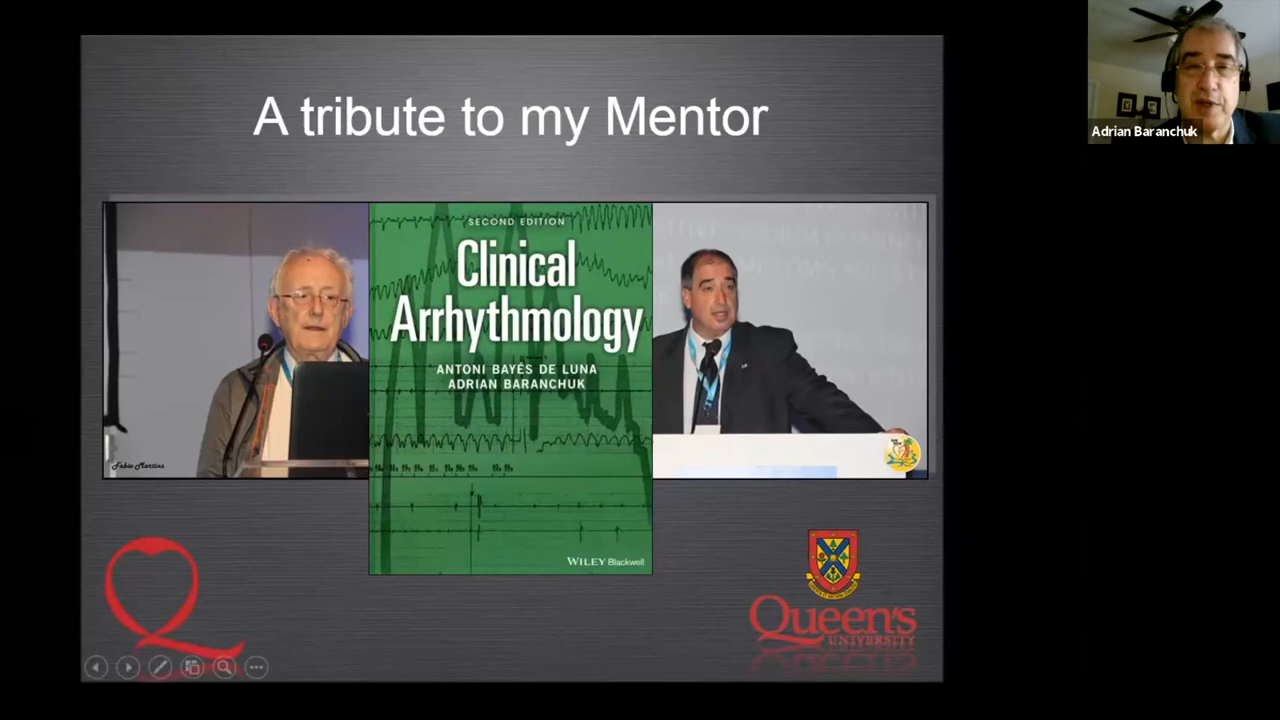 A tribute to my Mentor
Adrian Baranchuk
SECOND EDITION
Clinical
Arrhythmology
ANTONI BAYÉS DE LUNA
ADRIAN BARANCHUK
Fabio Martins
WILEY Blackwell
Queen's
UNIVERSITY